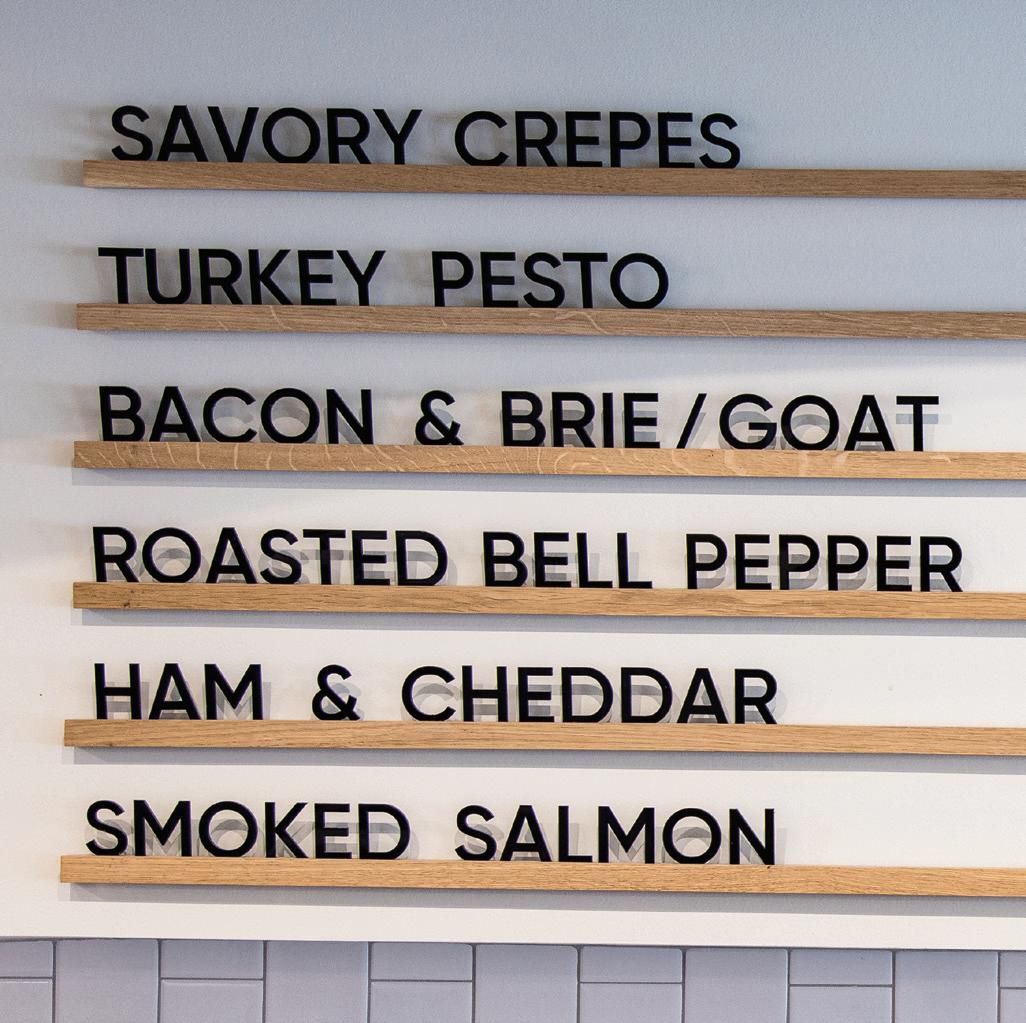 SAVORY CREPES
TURKEY PESTO
BACON & BRIE/GOAT
ROASTED BELL PEPPER
HAM & CHEDDAR
SMOKED SALMON